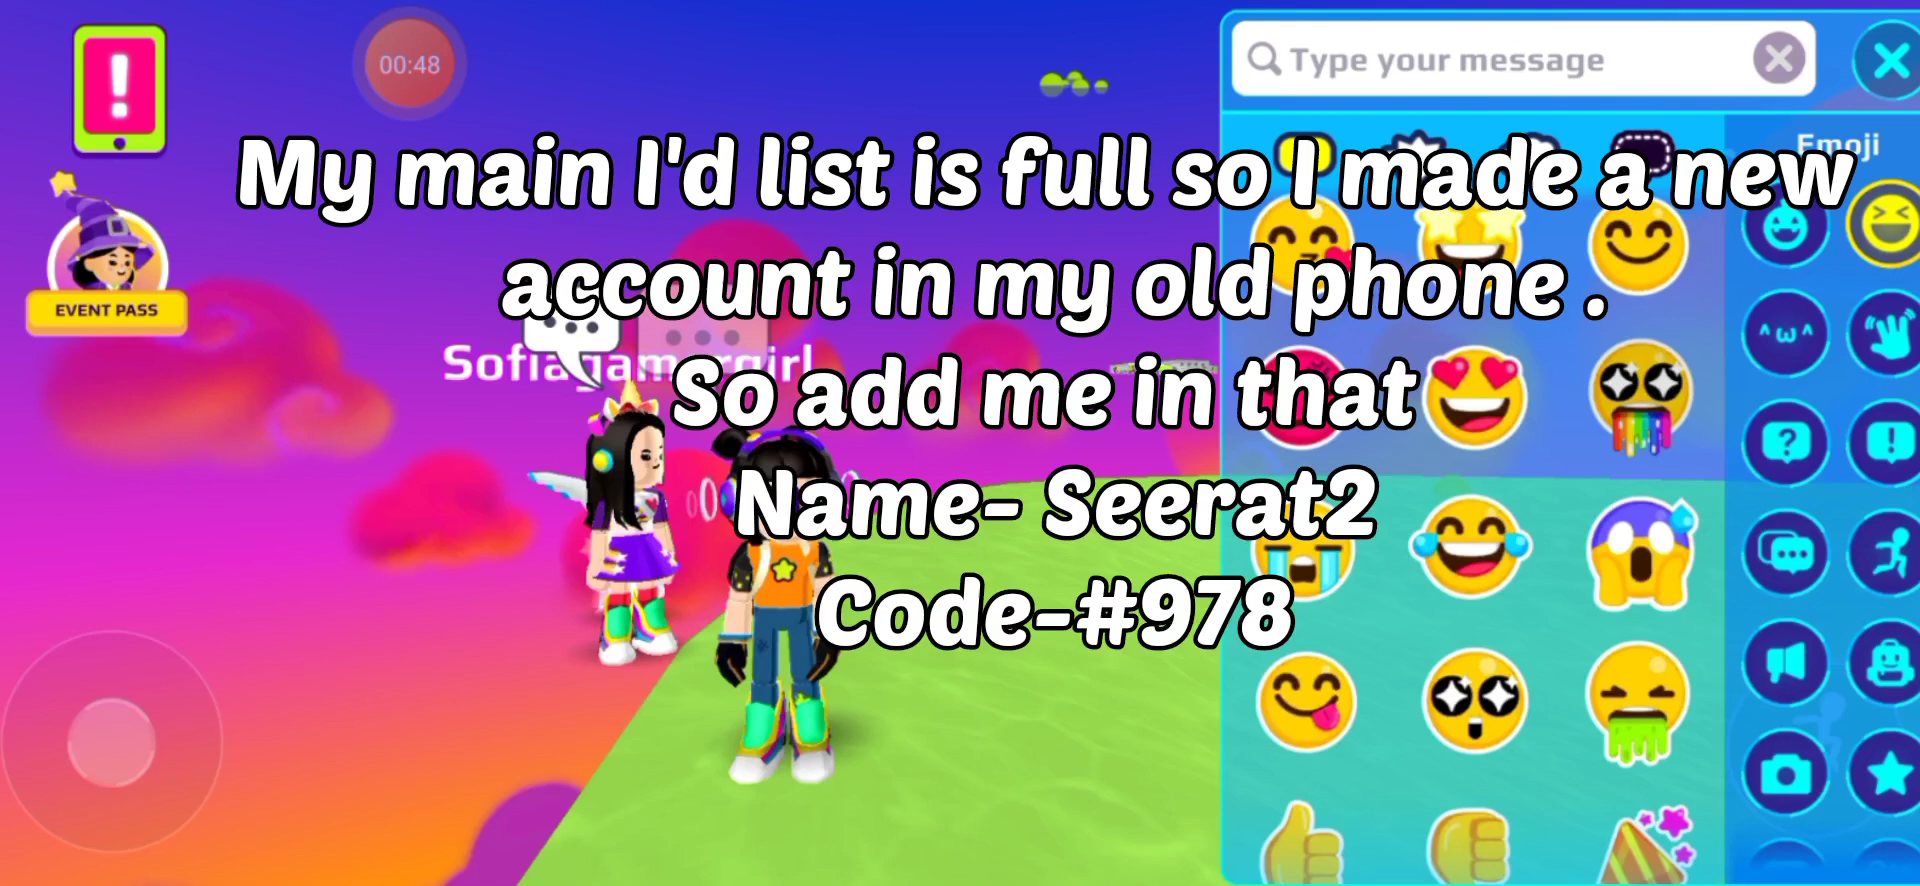 00:48
Type your message
Emoji
My main I'd list is full so I made a new
account in my old phone .
EVENT PASS
Sofiagamergirl
So add me in that
^ω^
?
!
Name- Seerat2
Code-#978